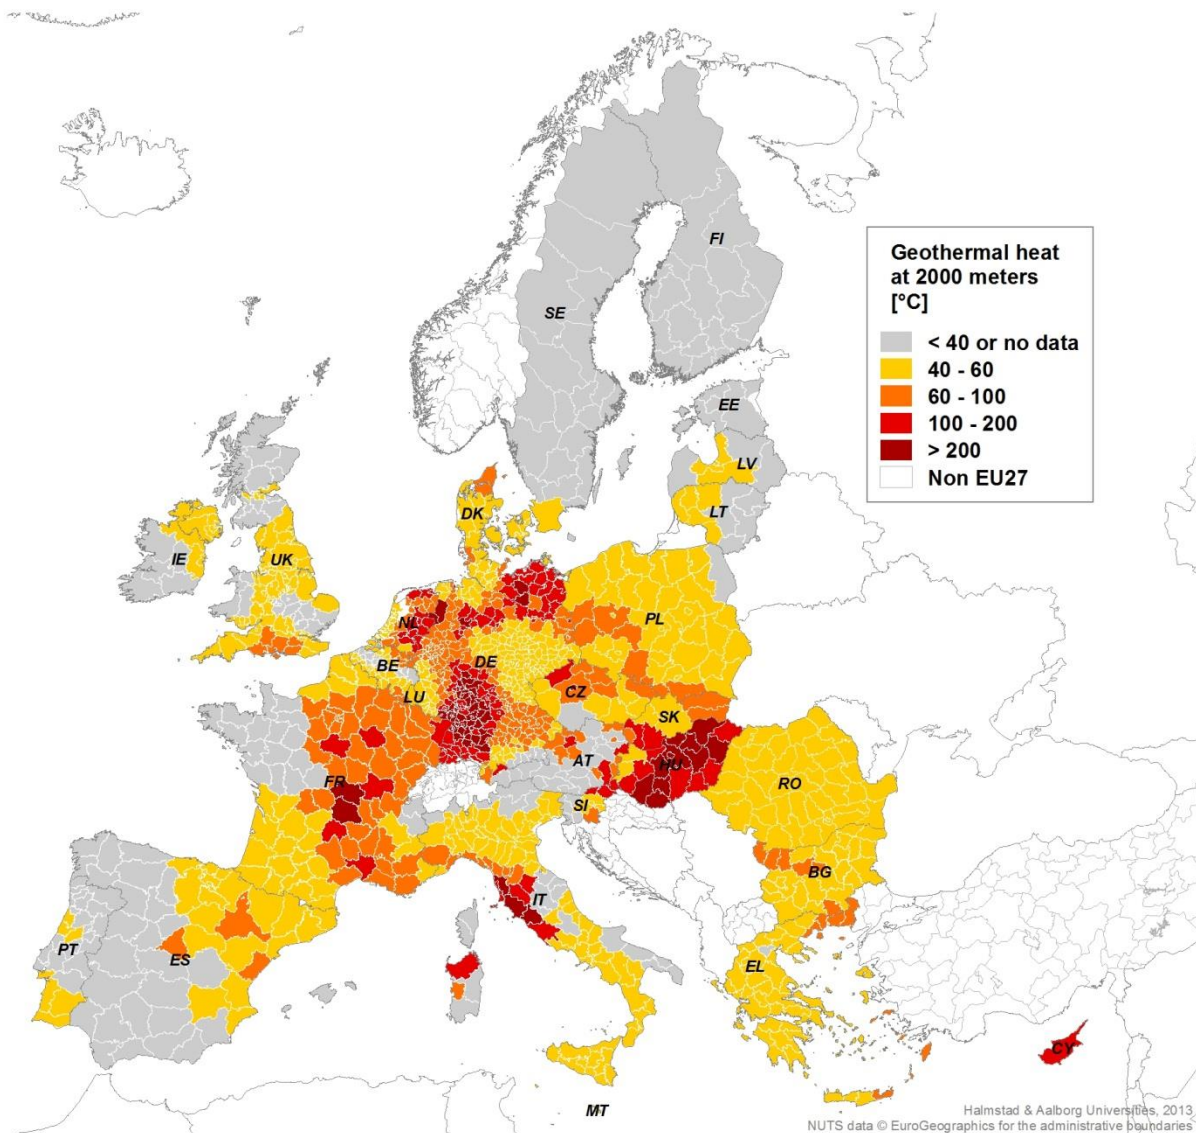 FI
SE
Geothermal heat
at 2000 meters
[°C]
< 40 or no data
40 - 60
60 - 100
100 - 200
> 200
Non EU27
EE
LV
LT
DK
IE
UK
NL
PL
BE
DE
LU
CZ
SK
FR
AT
HU
SI
RO
BG
IT
PT
ES
EL
CY
MT
Halmstad & Aalborg Universities, 2013
NUTS data © EuroGeographics for the administrative boundaries